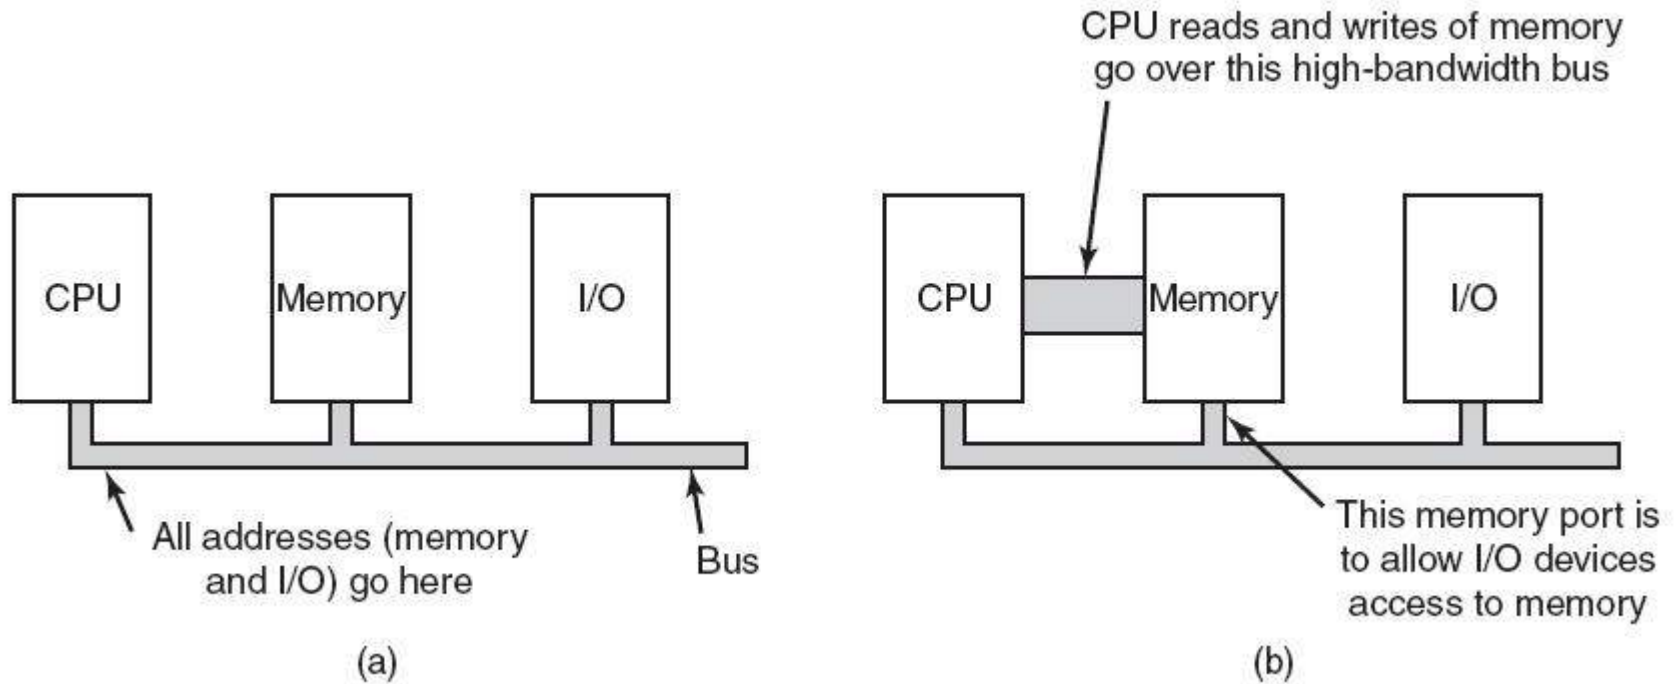 CPU reads and writes of memory
go over this high-bandwidth bus
CPU
Memory
I/O
CPU
Memory
I/O
All addresses (memory
and I/O) go here
Bus
This memory port is
to allow I/O devices
access to memory
(a)
(b)